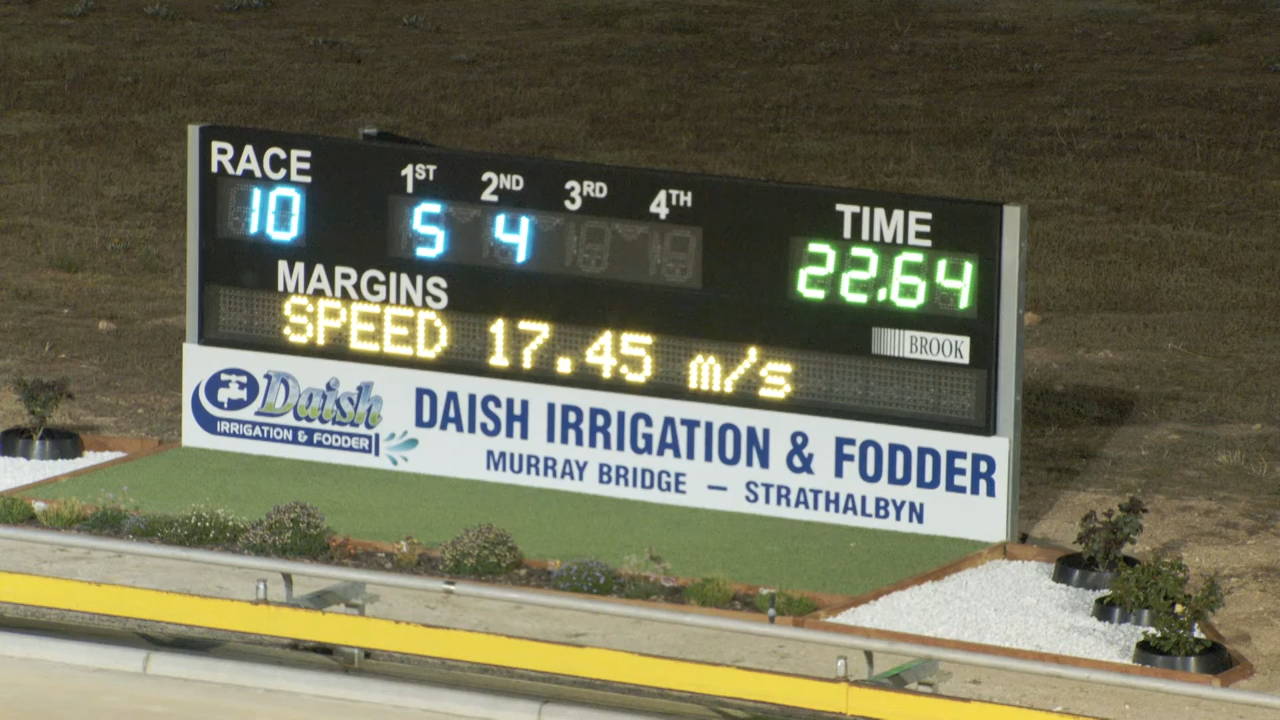 RACE 1ST 2ND 3RD 4TH TIME
10 5 4 22.64
MARGINS
SPEED 17.45 m/s
BROOK
Daish
IRRIGATION & FODDER
DAISH IRRIGATION & FODDER
MURRAY BRIDGE – STRATHALBYN